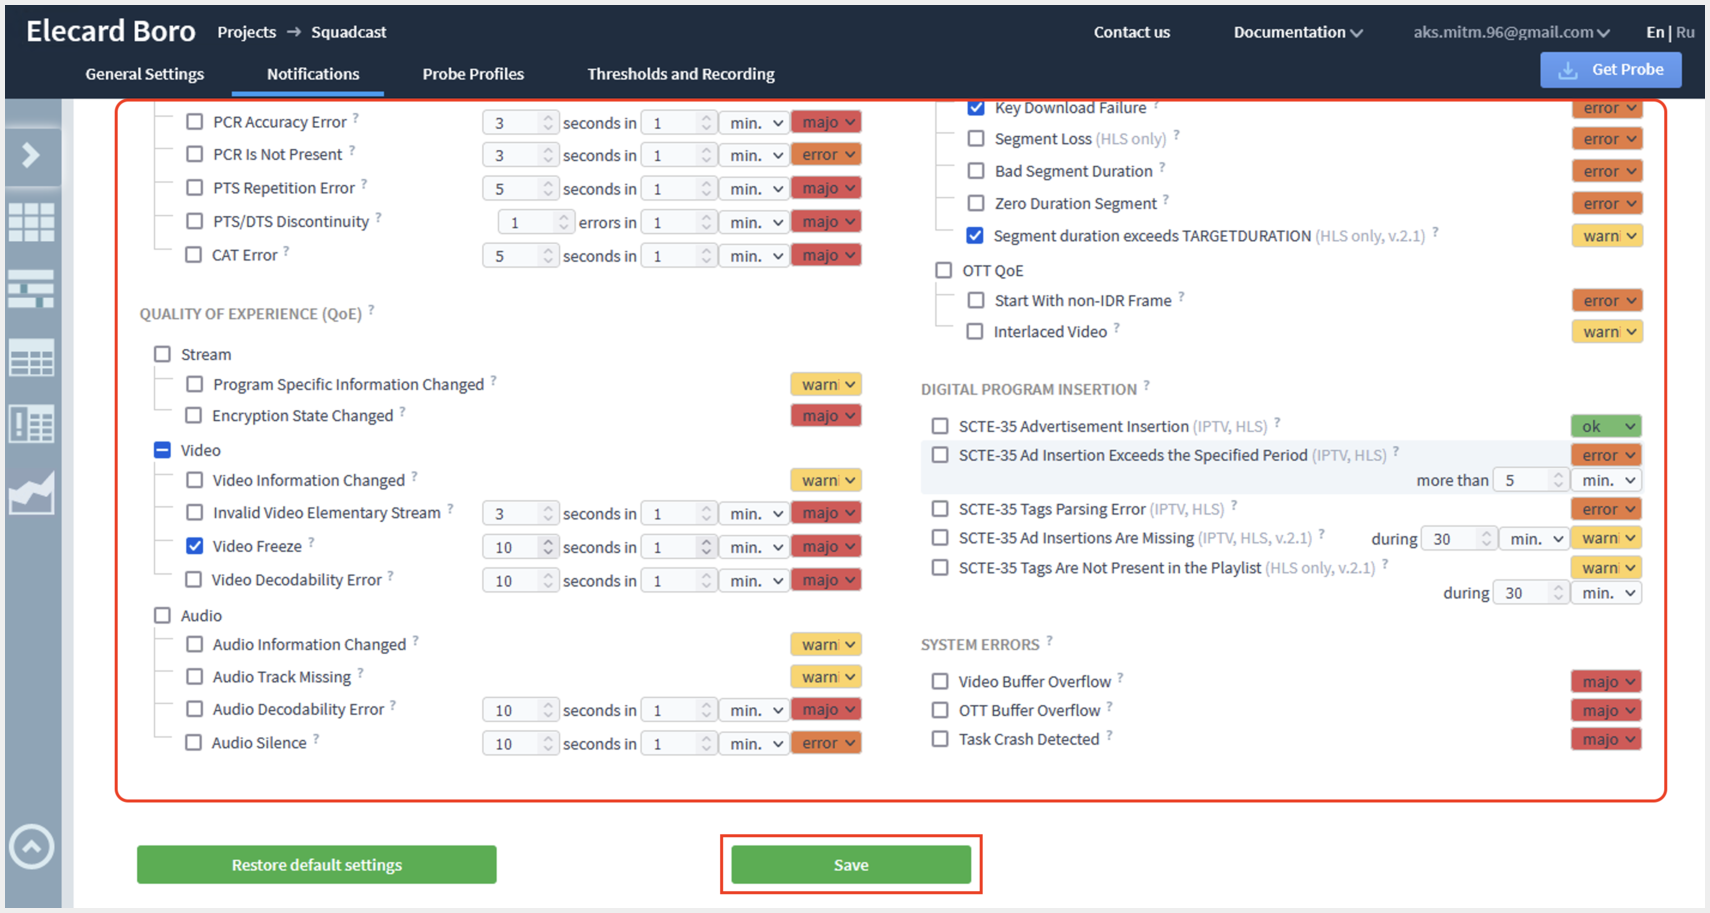 Elecard Boro Projects → Squadcast Contact us Documentation aks.mitm.96@gmail.com En | Ru
General Settings Notifications Probe Profiles Thresholds and Recording Get Probe
PCR Accuracy Error ? 3 seconds in 1 min. majo
PCR Is Not Present ? 3 seconds in 1 min. error
PTS Repetition Error ? 5 seconds in 1 min. majo
PTS/DTS Discontinuity ? 1 errors in 1 min. majo
CAT Error ? 5 seconds in 1 min. majo
QUALITY OF EXPERIENCE (QoE) ?
Stream
Program Specific Information Changed ? warni
Encryption State Changed ? majo
Video
Video Information Changed ? warni
Invalid Video Elementary Stream ? 3 seconds in 1 min. majo
Video Freeze ? 10 seconds in 1 min. majo
Video Decodability Error ? 10 seconds in 1 min. majo
Audio
Audio Information Changed ? warni
Audio Track Missing ? warni
Audio Decodability Error ? 10 seconds in 1 min. majo
Audio Silence ? 10 seconds in 1 min. error
Key Download Failure ? error
Segment Loss (HLS only) ? error
Bad Segment Duration ? error
Zero Duration Segment ? error
Segment duration exceeds TARGETDURATION (HLS only, v.2.1) ? warni
OTT QoE
Start With non-IDR Frame ? error
Interlaced Video ? warni
DIGITAL PROGRAM INSERTION ?
SCTE-35 Advertisement Insertion (IPTV, HLS) ? ok
SCTE-35 Ad Insertion Exceeds the Specified Period (IPTV, HLS) ? error
more than 5 min.
SCTE-35 Tags Parsing Error (IPTV, HLS) ? error
SCTE-35 Ad Insertions Are Missing (IPTV, HLS, v.2.1) ? during 30 min. warni
SCTE-35 Tags Are Not Present in the Playlist (HLS only, v.2.1) ? warni
during 30 min.
SYSTEM ERRORS ?
Video Buffer Overflow ? majo
OTT Buffer Overflow ? majo
Task Crash Detected ? majo
Restore default settings Save